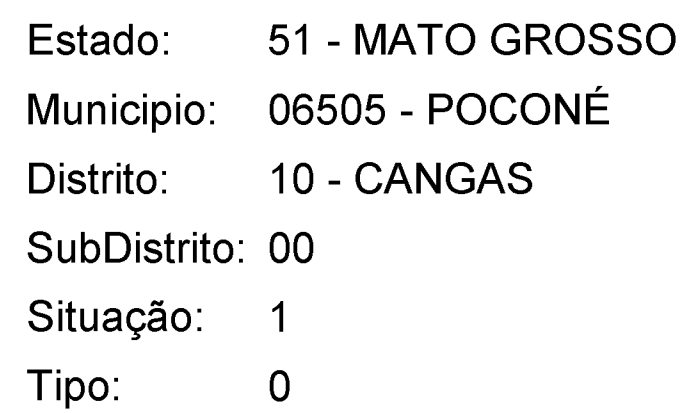 Estado: 51 - MATO GROSSO
Municipio: 06505 - POCONÉ
Distrito: 10 - CANGAS
SubDistrito: 00
Situação: 1
Tipo: 0